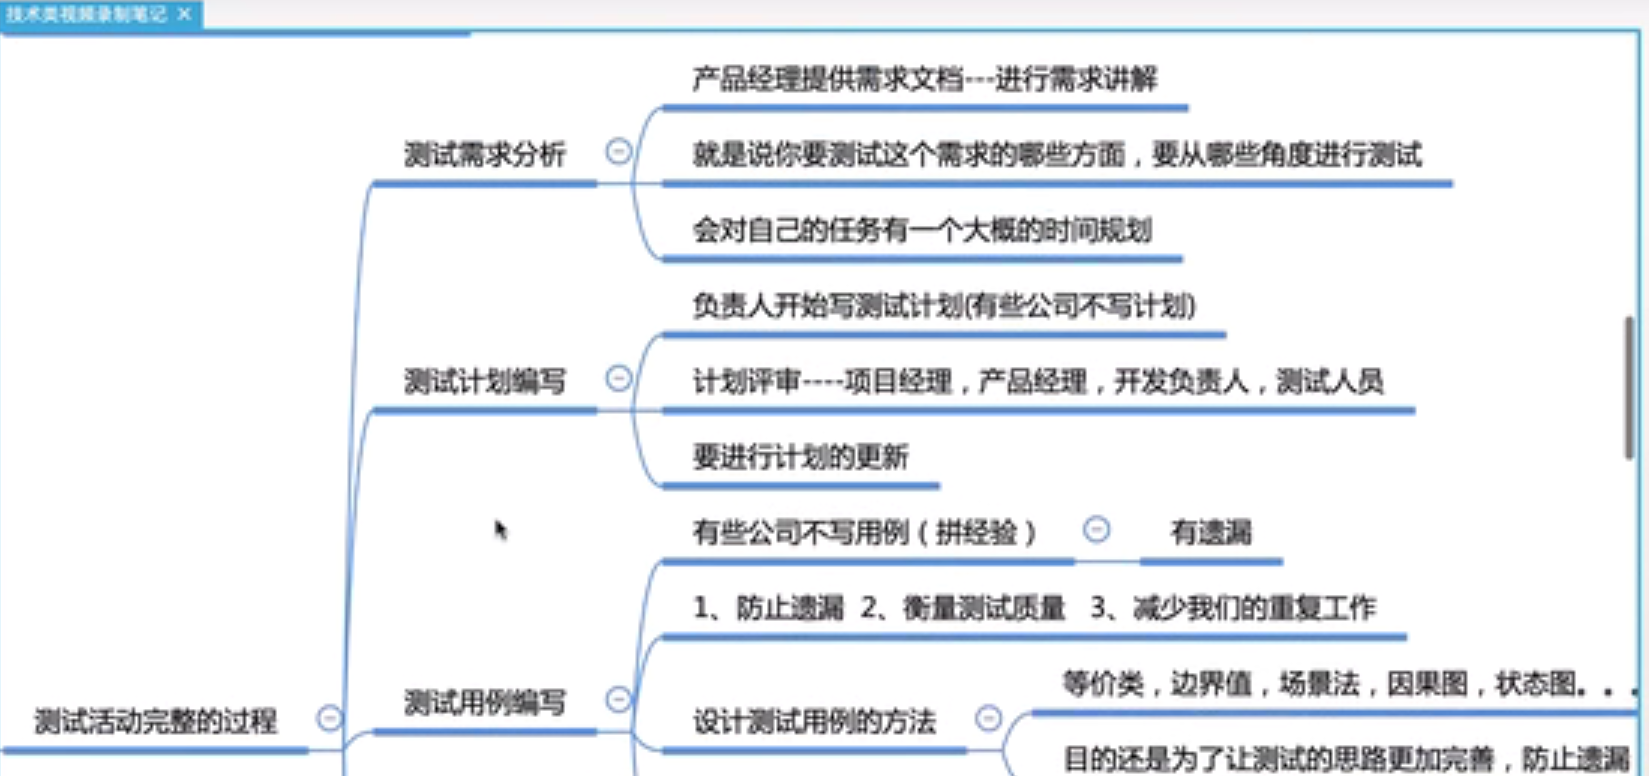 技术类视频录制笔记 ×
产品经理提供需求文档---进行需求讲解
测试需求分析
就是说你要测试这个需求的哪些方面，要从哪些角度进行测试
会对自己的任务有一个大概的时间规划
负责人开始写测试计划(有些公司不写计划)
测试计划编写
计划评审----项目经理，产品经理，开发负责人，测试人员
要进行计划的更新
有些公司不写用例（拼经验）
有遗漏
1、防止遗漏 2、衡量测试质量 3、减少我们的重复工作
测试用例编写
等价类，边界值，场景法，因果图，状态图。。.
测试活动完整的过程
设计测试用例的方法
目的还是为了让测试的思路更加完善，防止遗漏